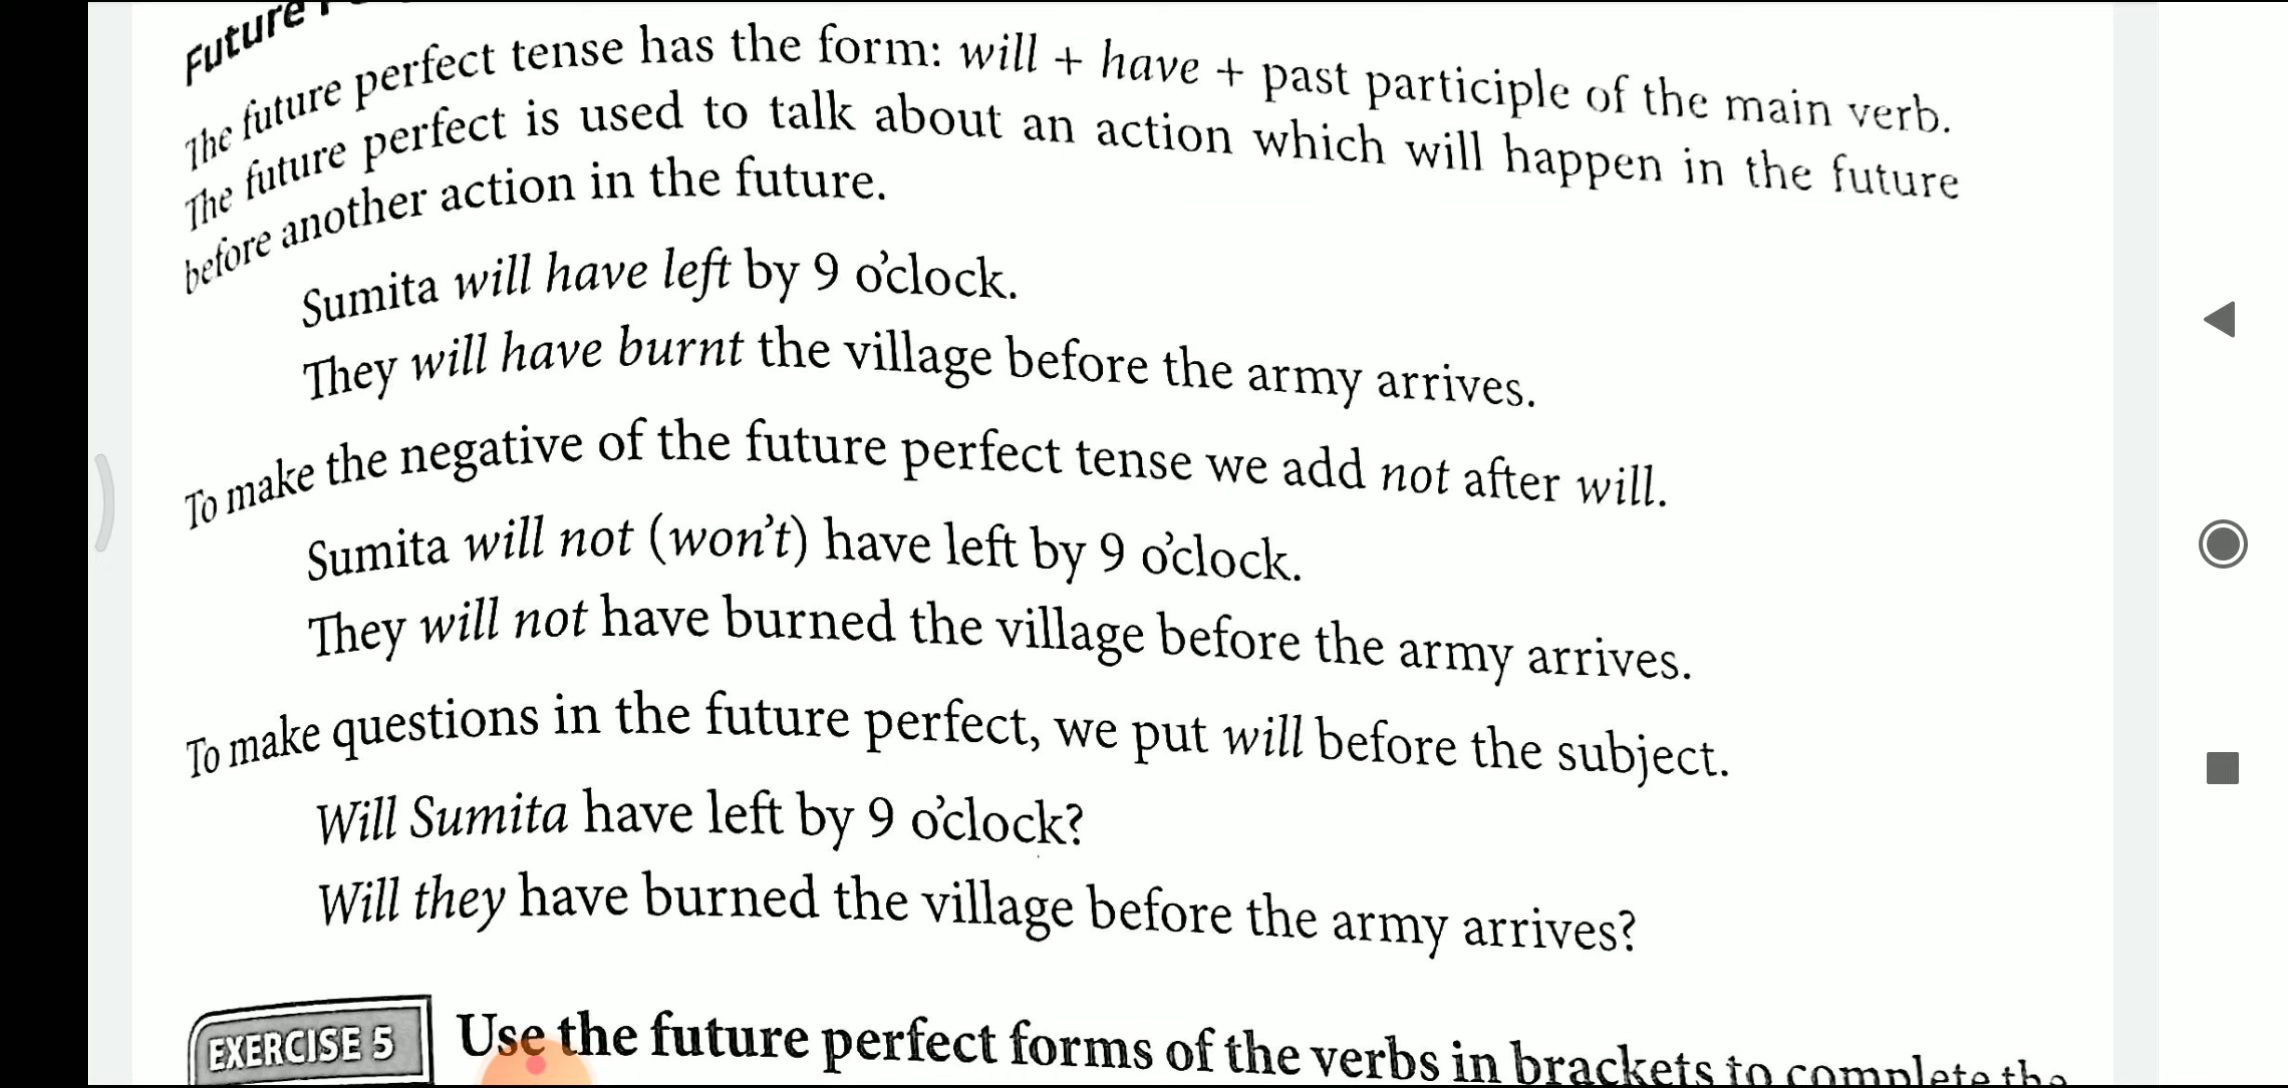 Future
The future perfect tense has the form: will + have + past participle of the main verb.
The future perfect is used to talk about an action which will happen in the future
before another action in the future.
Sumita will have left by 9 o'clock.
They will have burnt the village before the army arrives.
To make the negative of the future perfect tense we add not after will.
Sumita will not (won't) have left by 9 o'clock.
They will not have burned the village before the army arrives.
To make questions in the future perfect, we put will before the subject.
Will Sumita have left by 9 o'clock?
Will they have burned the village before the army arrives?
EXERCISE 5 Use the future perfect forms of the verbs in brackets to complete the